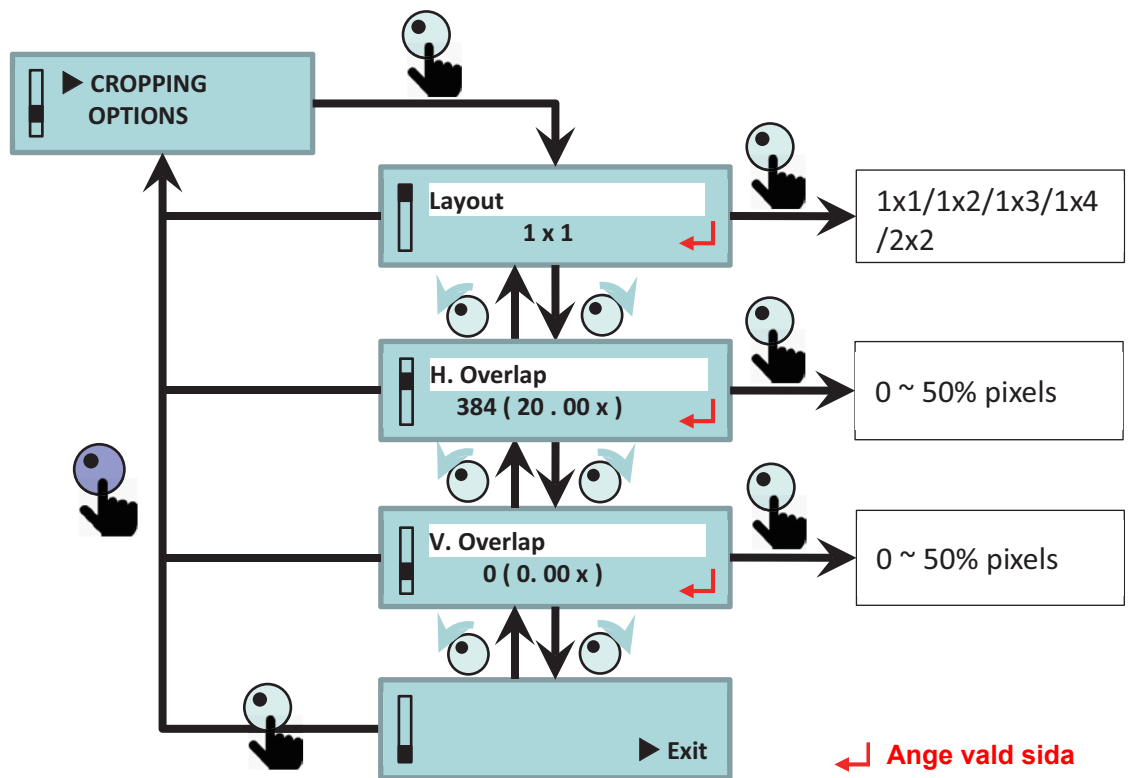 ▶ CROPPING
OPTIONS
Layout
1 x 1
1x1/1x2/1x3/1x4
/2x2
H. Overlap
384 ( 20 . 00 x )
0 ~ 50% pixels
V. Overlap
0 ( 0. 00 x )
0 ~ 50% pixels
▶ Exit
Ange vald sida